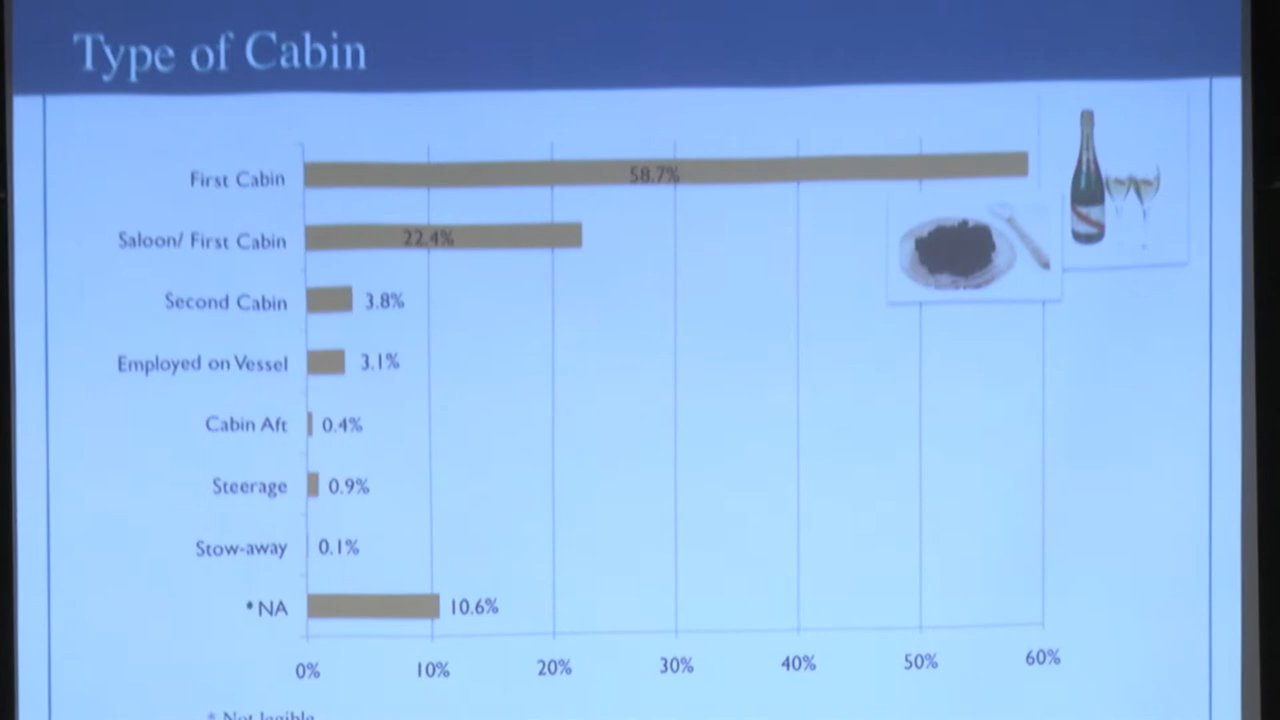 Type of Cabin
First Cabin 58.7%
Saloon/ First Cabin 22.4%
Second Cabin 3.8%
Employed on Vessel 3.1%
Cabin Aft 0.4%
Steerage 0.9%
Stow-away 0.1%
* NA 10.6%
0% 10% 20% 30% 40% 50% 60%
* Not legible